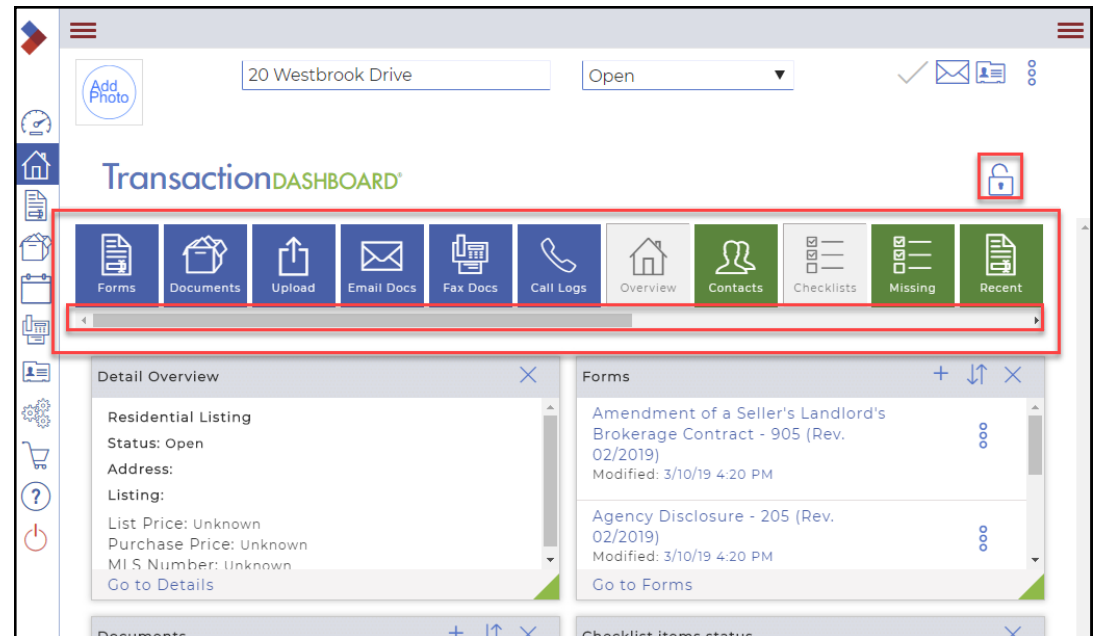 Add
Photo
20 Westbrook Drive
Open
TransactionDASHBOARD®
Forms
Documents
Upload
Email Docs
Fax Docs
Call Logs
Overview
Contacts
Checklists
Missing
Recent
Detail Overview
Residential Listing
Status: Open
Address:
Listing:
List Price: Unknown
Purchase Price: Unknown
MLS Number: Unknown
Go to Details
Forms
Amendment of a Seller's Landlord's
Brokerage Contract - 905 (Rev.
02/2019)
Modified: 3/10/19 4:20 PM
Agency Disclosure - 205 (Rev.
02/2019)
Modified: 3/10/19 4:20 PM
Go to Forms
Documents
Checklist items status